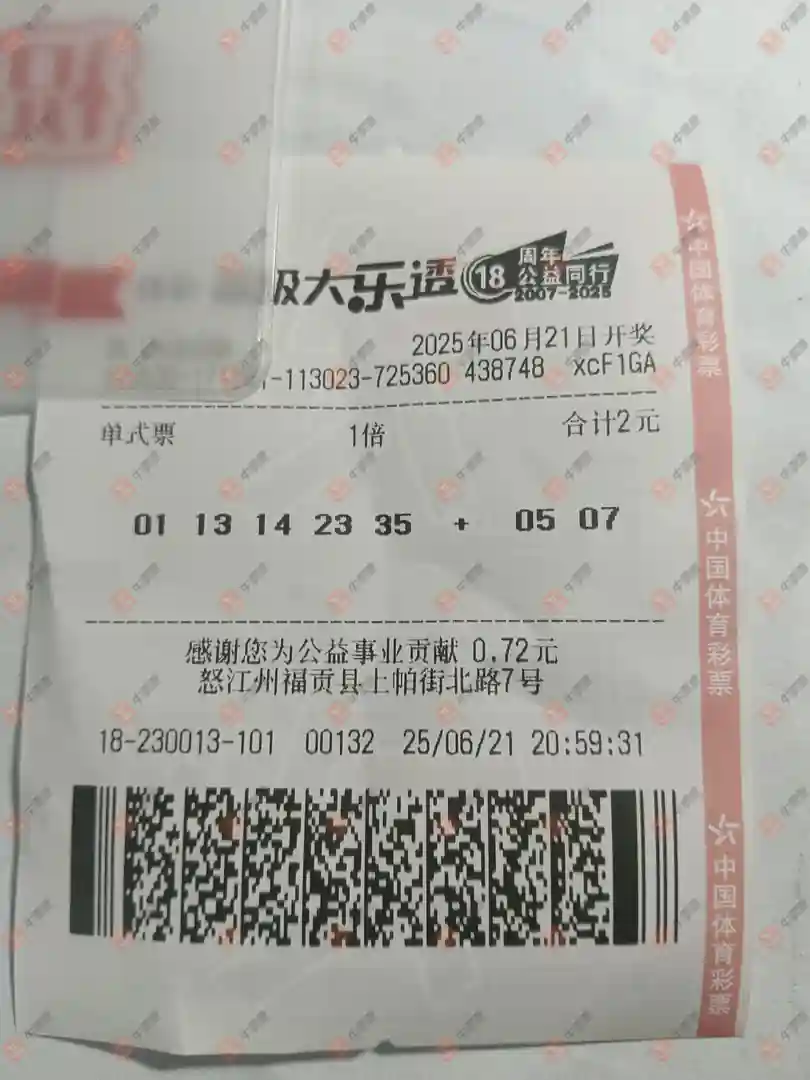 级大乐透 18 周年 公益同行 2007-2025
2025年06月21日开奖
-113023-725360 438748 xcF1GA
单式票 1倍 合计2元
01 13 14 23 35 + 05 07
感谢您为公益事业贡献 0.72元
怒江州福贡县上帕街北路7号
18-230013-101 00132 25/06/21 20:59:31
中国体育彩票
中国体育彩票
中国体育彩票